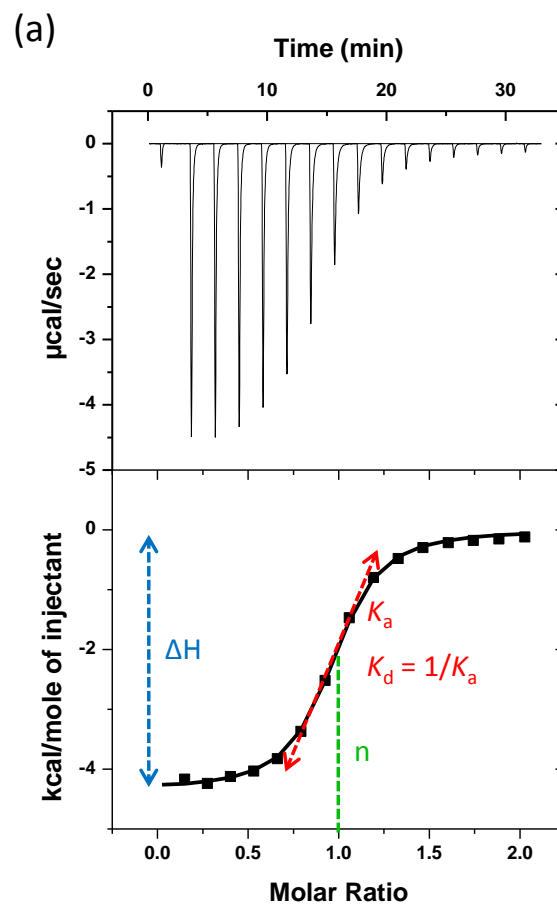 (a)
Time (min)
0 10 20 30
0
-1
-2
-3
-4
-5
µcal/sec
0
-2
-4
kcal/mole of injectant
ΔH
Ka
Kd = 1/Ka
n
0.0 0.5 1.0 1.5 2.0
Molar Ratio